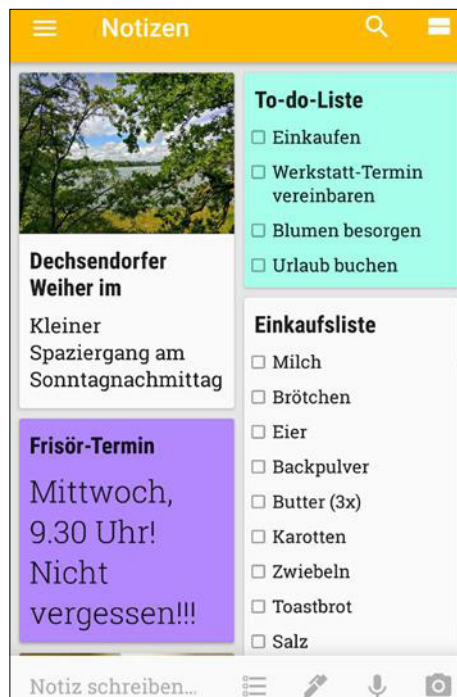 Notizen
Dechsendorfer
Weiher im
Kleiner
Spaziergang am
Sonntagnachmittag
Frisör-Termin
Mittwoch,
9.30 Uhr!
Nicht
vergessen!!!
To-do-Liste
Einkaufen
Werkstatt-Termin
vereinbaren
Blumen besorgen
Urlaub buchen
Einkaufsliste
Milch
Brötchen
Eier
Backpulver
Butter (3x)
Karotten
Zwiebeln
Toastbrot
Salz
Notiz schreiben...